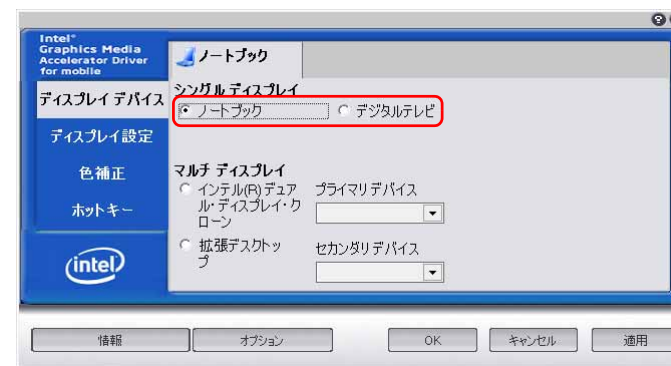 Intel®
Graphics Media
Accelerator Driver
for mobile
ノートブック
ディスプレイ デバイス
ディスプレイ設定
色補正
ホットキー
intel
シングル ディスプレイ
ノートブック デジタルテレビ
マルチ ディスプレイ
インテル(R)デュア
ル・ディスプレイ・ク
ローン
プライマリ デバイス
拡張デスクトッ
プ
セカンダリ デバイス
情報 オプション OK キャンセル 適用